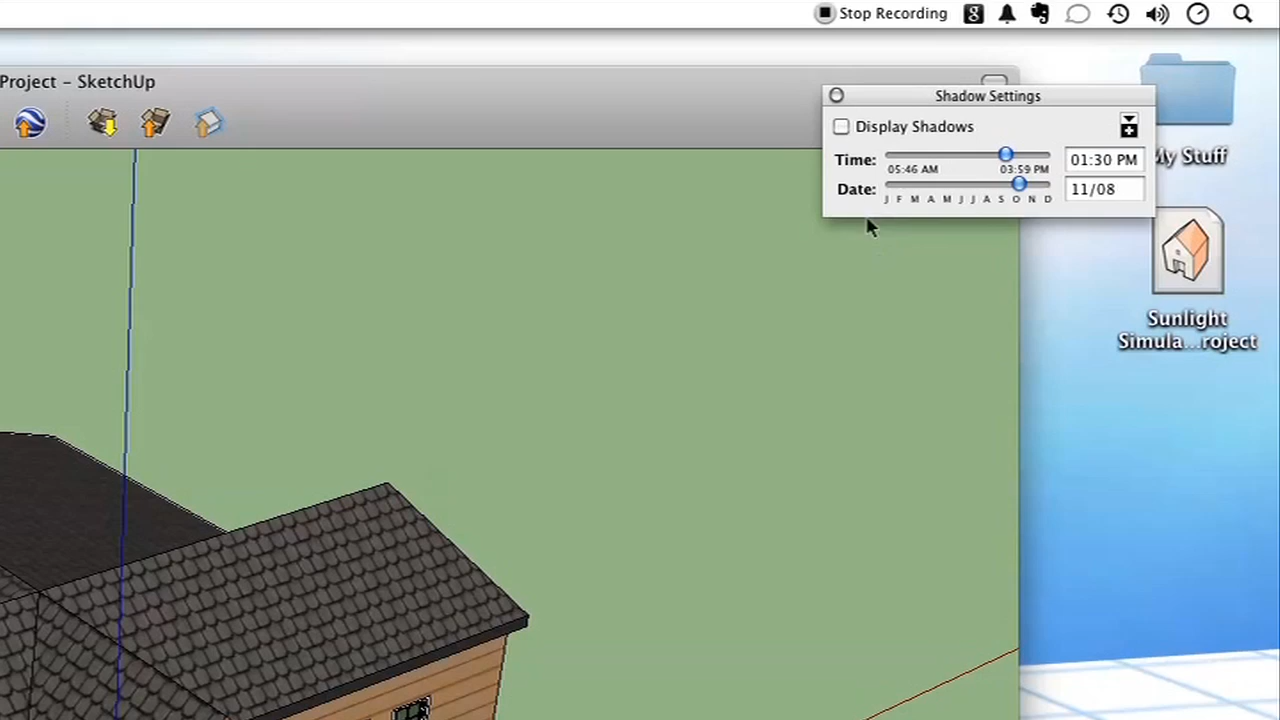 Stop Recording
Project – SketchUp
Shadow Settings
Display Shadows
Time:
05:46 AM
03:59 PM
01:30 PM
Date:
J F M A M J J A S O N D
11/08
My Stuff
Sunlight
Simula...roject